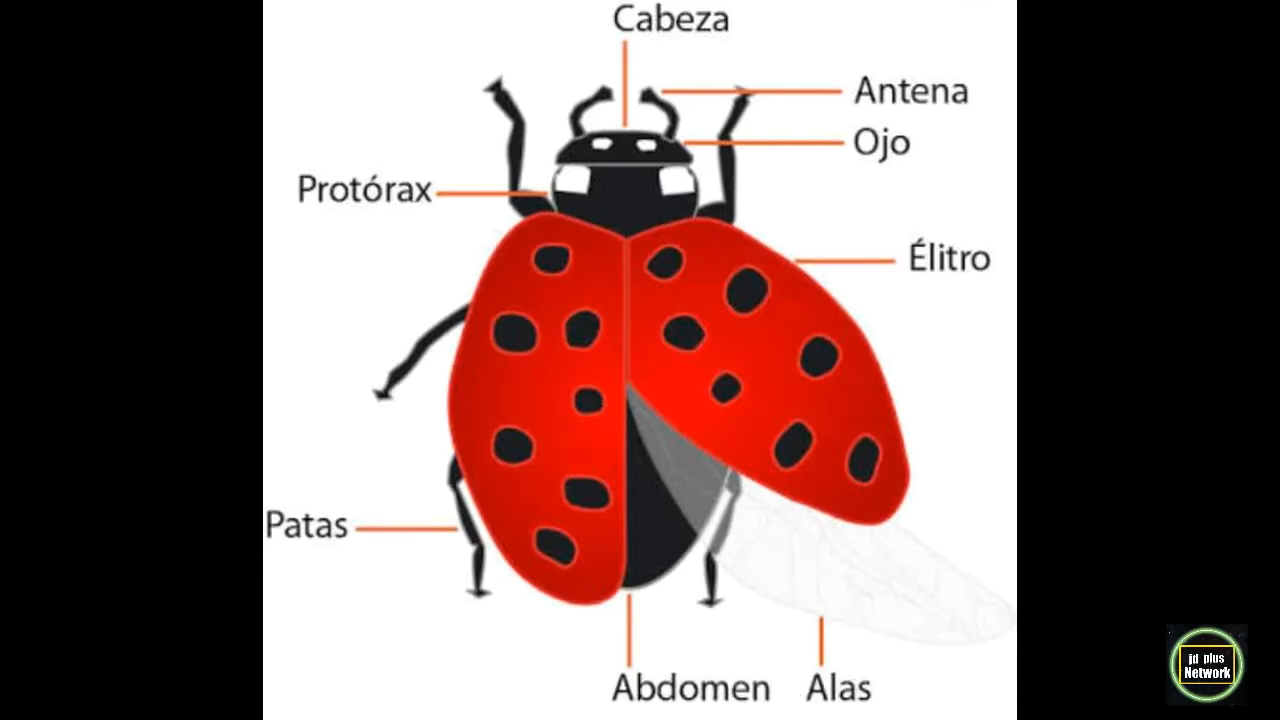 Cabeza
Antena
Ojo
Protórax
Élitro
Patas
Abdomen
Alas
jd plus
Network